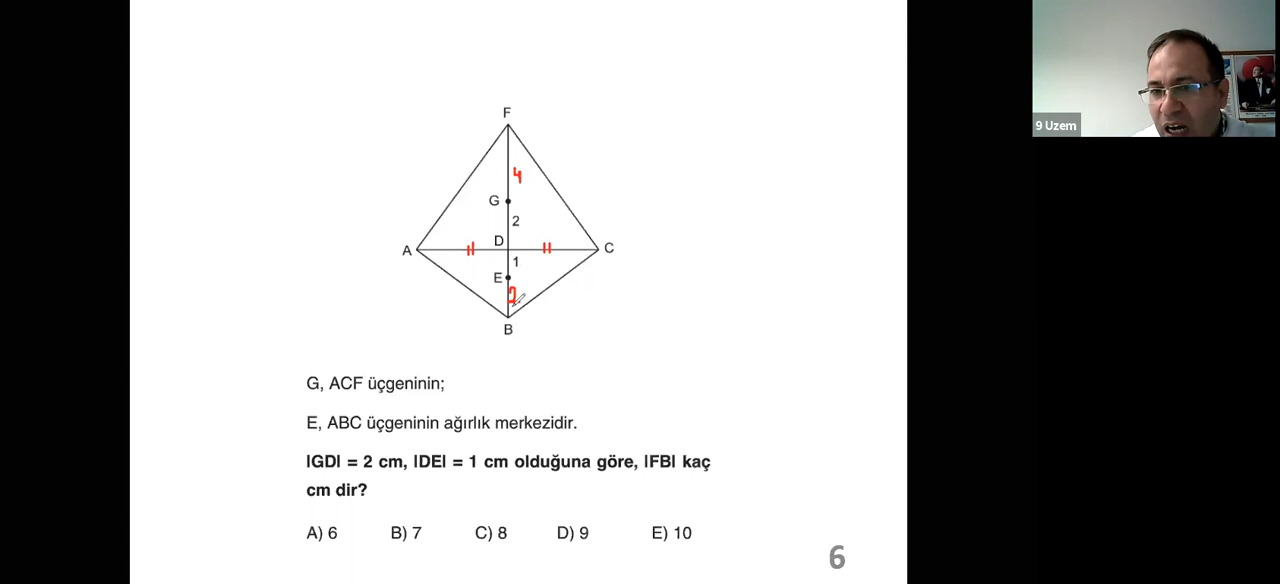 F
4
G
2
D
A
C
1
E
2
B
G, ACF üçgeninin;
E, ABC üçgeninin ağırlık merkezidir.
|GD| = 2 cm, |DE| = 1 cm olduğuna göre, |FB| kaç
cm dir?
A) 6 B) 7 C) 8 D) 9 E) 10
6
9 Uzem